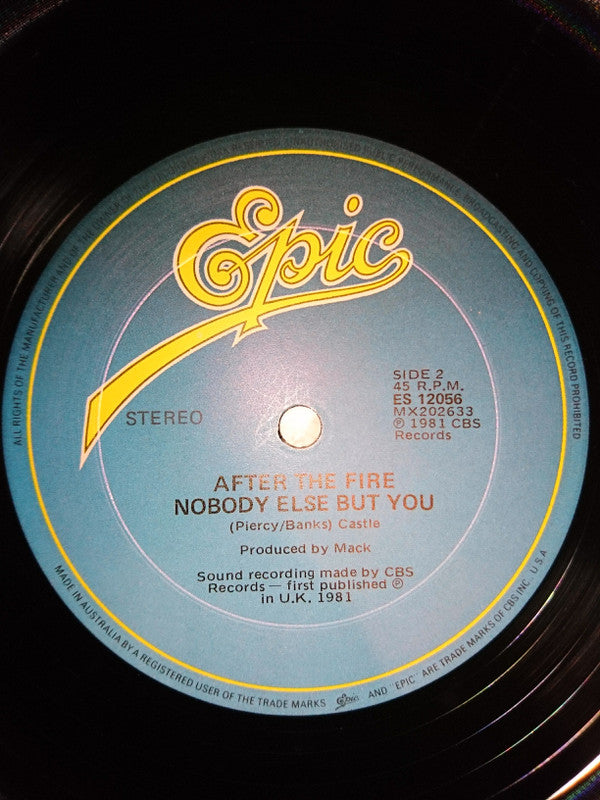 Epic
STEREO
SIDE 2
45 R.P.M.
ES 12056
MX202633
℗ 1981 CBS
Records
AFTER THE FIRE
NOBODY ELSE BUT YOU
(Piercy/Banks) Castle
Produced by Mack
Sound recording made by CBS
Records — first published ℗
in U.K. 1981
ALL RIGHTS OF THE MANUFACTURER AND OF THE
PERFORMANCE, BROADCASTING AND COPYING OF THIS RECORD PROHIBITED
MADE IN AUSTRALIA BY A REGISTERED USER OF THE TRADE MARKS Epic AND "EPIC" ARE TRADE MARKS OF CBS INC. U S A